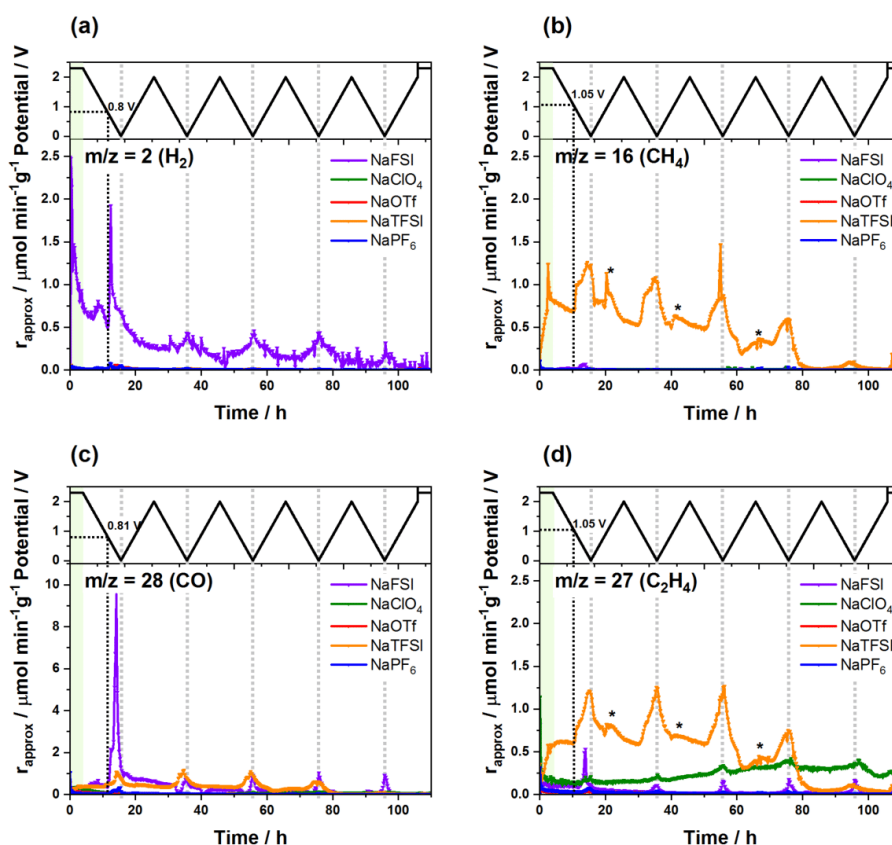 (a)
r_approx / μmol min⁻¹g⁻¹ Potential / V
2
1
0
0.8 V
m/z = 2 (H₂)
2.5
2.0
1.5
1.0
0.5
0.0
NaFSI
NaClO₄
NaOTf
NaTFSI
NaPF₆
0 20 40 60 80 100
Time / h
(b)
r_approx / μmol min⁻¹g⁻¹ Potential / V
2
1
0
1.05 V
m/z = 16 (CH₄)
2.5
2.0
1.5
1.0
0.5
0.0
NaFSI
NaClO₄
NaOTf
NaTFSI
NaPF₆
* * *
0 20 40 60 80 100
Time / h
(c)
r_approx / μmol min⁻¹g⁻¹ Potential / V
2
1
0
0.81 V
m/z = 28 (CO)
10
8
6
4
2
0
NaFSI
NaClO₄
NaOTf
NaTFSI
NaPF₆
0 20 40 60 80 100
Time / h
(d)
r_approx / μmol min⁻¹g⁻¹ Potential / V
2
1
0
1.05 V
m/z = 27 (C₂H₄)
2.5
2.0
1.5
1.0
0.5
0.0
NaFSI
NaClO₄
NaOTf
NaTFSI
NaPF₆
* * *
0 20 40 60 80 100
Time / h